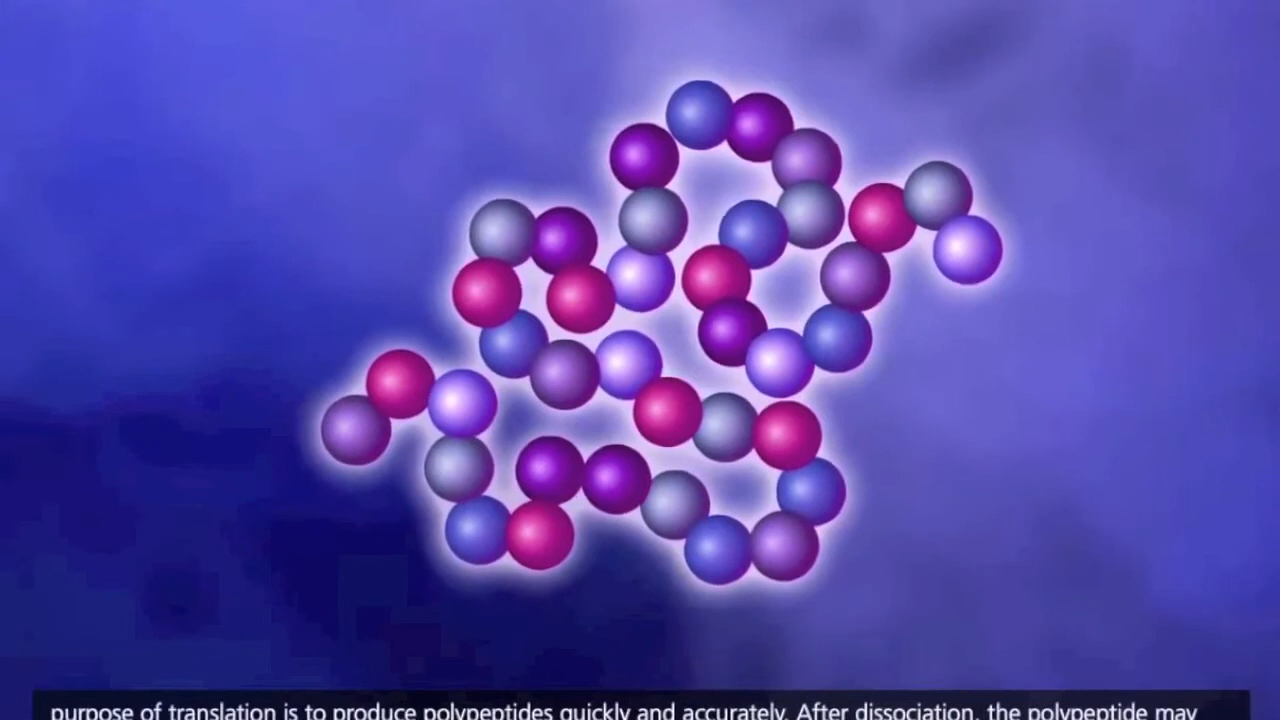 purpose of translation is to produce polypeptides quickly and accurately. After dissociation, the polypeptide may